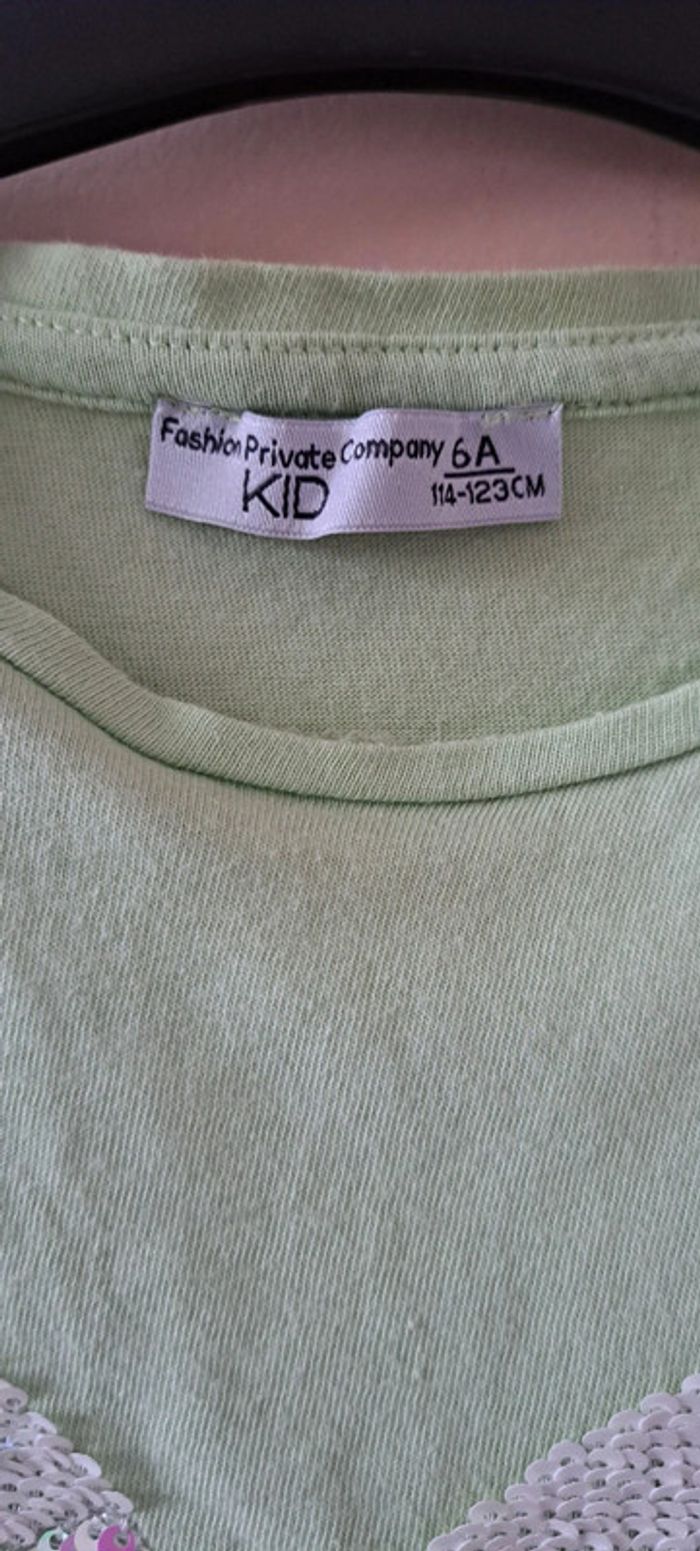 Fashion Private Company 6A
KID 114-123CM